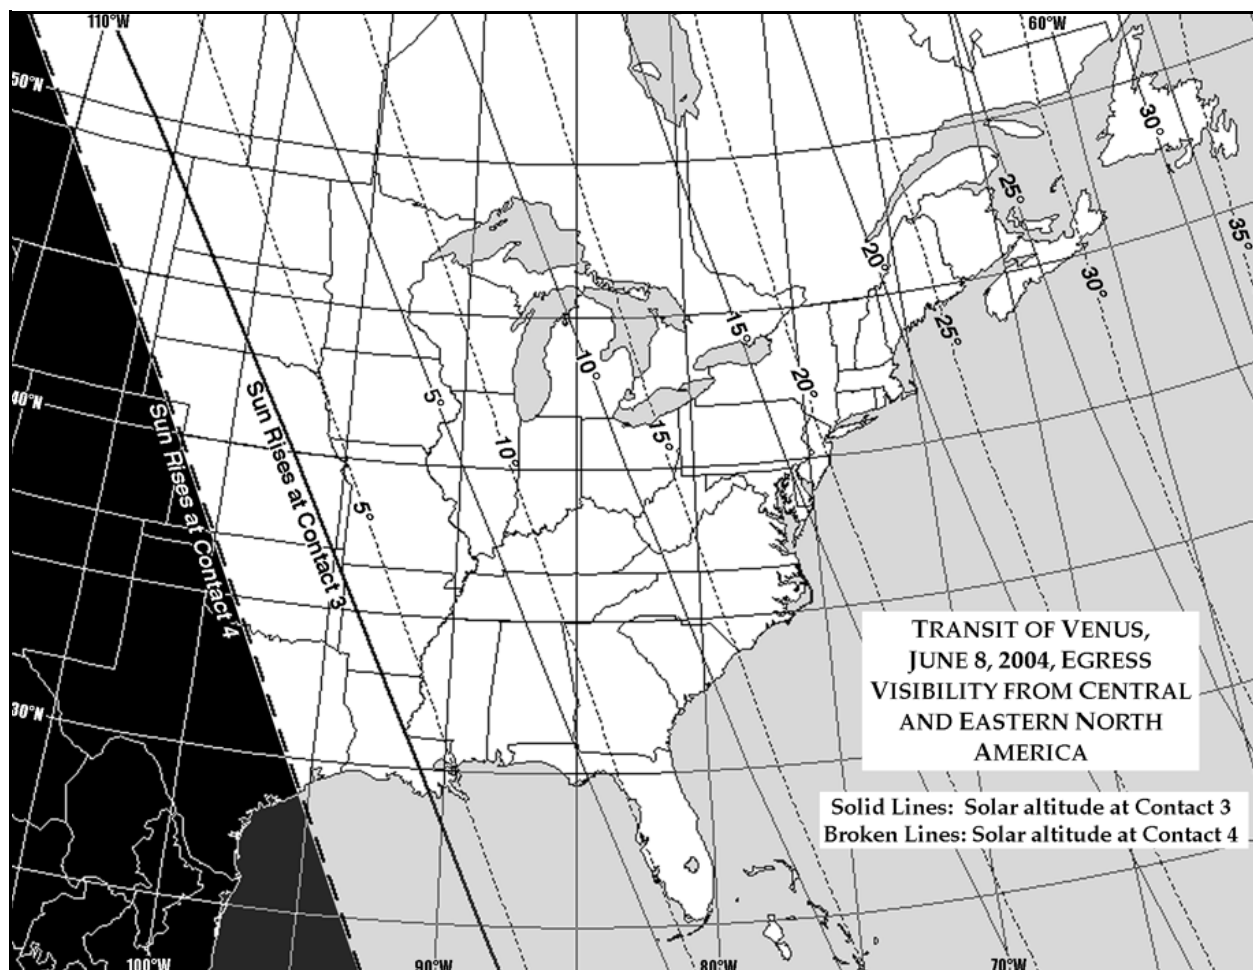 110°W
60°W
50°N
30°
25°
35°
20°
30°
15°
25°
10°
20°
5°
40°N
Sun Rises at Contact 3
Sun Rises at Contact 4
10°
15°
5°
TRANSIT OF VENUS,
JUNE 8, 2004, EGRESS
VISIBILITY FROM CENTRAL
AND EASTERN NORTH
AMERICA
30°N
Solid Lines: Solar altitude at Contact 3
Broken Lines: Solar altitude at Contact 4
100°W
90°W
80°W
70°W